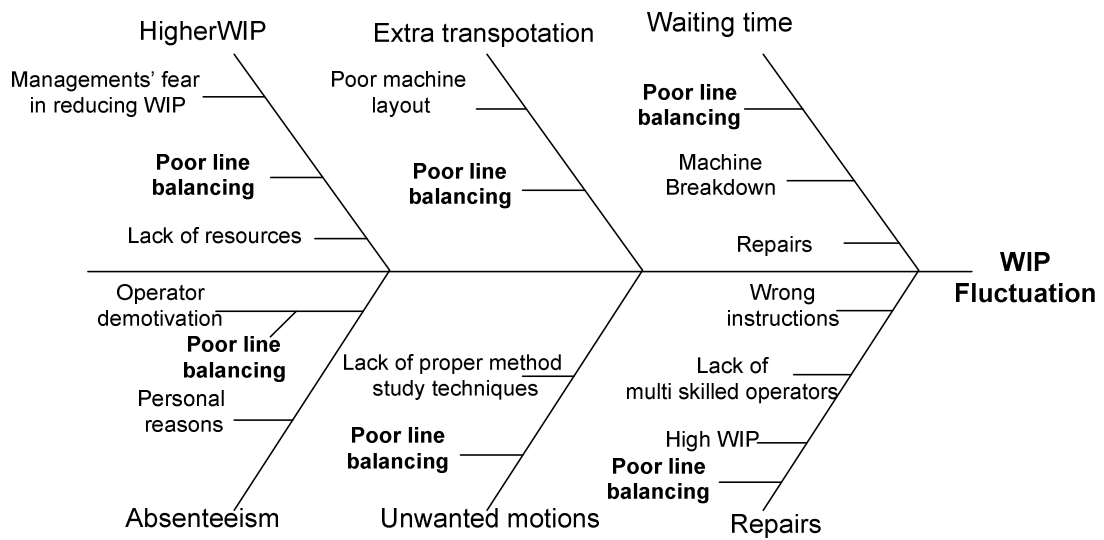 HigherWIP
Managements' fear
in reducing WIP
Poor line
balancing
Lack of resources
Extra transpotation
Poor machine
layout
Poor line
balancing
Waiting time
Poor line
balancing
Machine
Breakdown
Repairs
WIP
Fluctuation
Operator
demotivation
Poor line
balancing
Personal
reasons
Absenteeism
Lack of proper method
study techniques
Poor line
balancing
Unwanted motions
Wrong
instructions
Lack of
multi skilled operators
High WIP
Poor line
balancing
Repairs